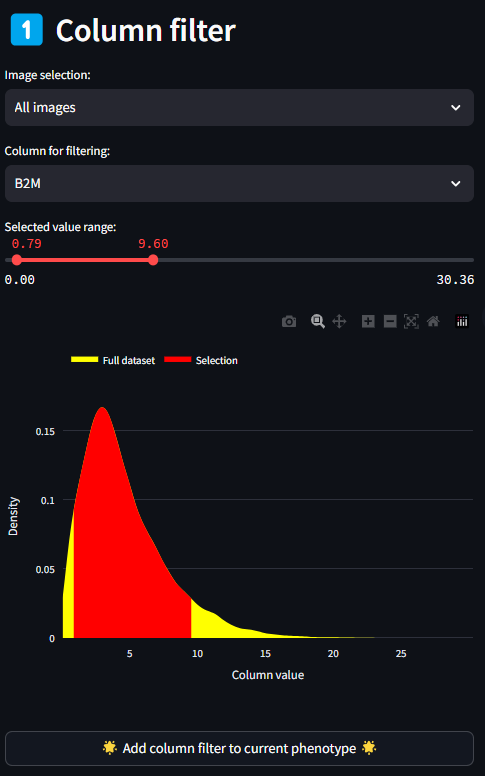 1 Column filter
Image selection:
All images
Column for filtering:
B2M
Selected value range:
0.79 9.60
0.00 30.36
Full dataset Selection
0.15
0.1
0.05
0
Density
5 10 15 20 25
Column value
🌟 Add column filter to current phenotype 🌟